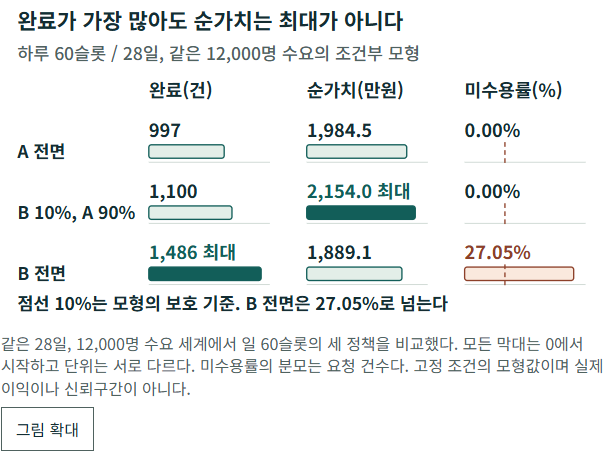 완료가 가장 많아도 순가치는 최대가 아니다
하루 60슬롯 / 28일, 같은 12,000명 수요의 조건부 모형
완료(건) 순가치(만원) 미수용률(%)
997 1,984.5 0.00%
A 전면
1,100 2,154.0 최대 0.00%
B 10%, A 90%
1,486 최대 1,889.1 27.05%
B 전면
점선 10%는 모형의 보호 기준. B 전면은 27.05%로 넘는다
같은 28일, 12,000명 수요 세계에서 일 60슬롯의 세 정책을 비교했다. 모든 막대는 0에서
시작하고 단위는 서로 다르다. 미수용률의 분모는 요청 건수다. 고정 조건의 모형값이며 실제
이익이나 신뢰구간이 아니다.
그림 확대